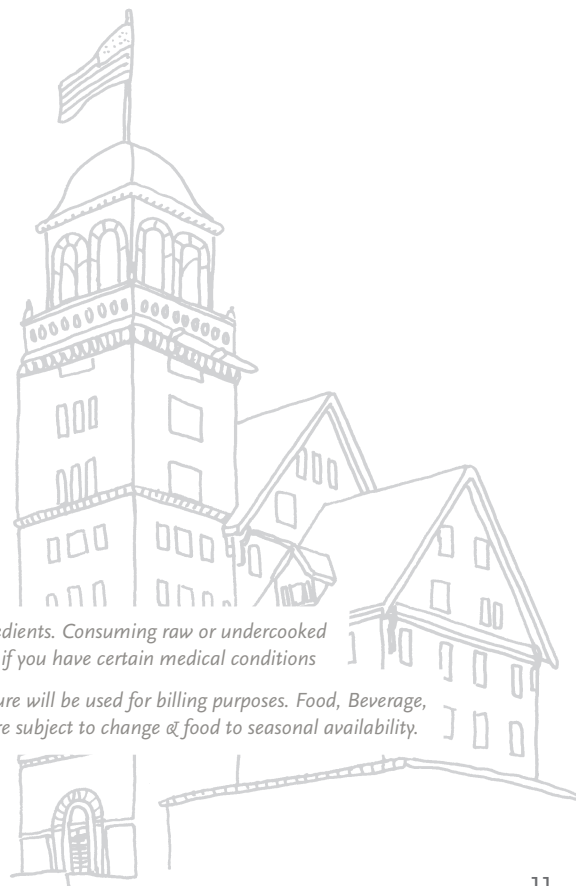 edients. Consuming raw or undercooked
if you have certain medical conditions
ure will be used for billing purposes. Food, Beverage,
re subject to change & food to seasonal availability.
11